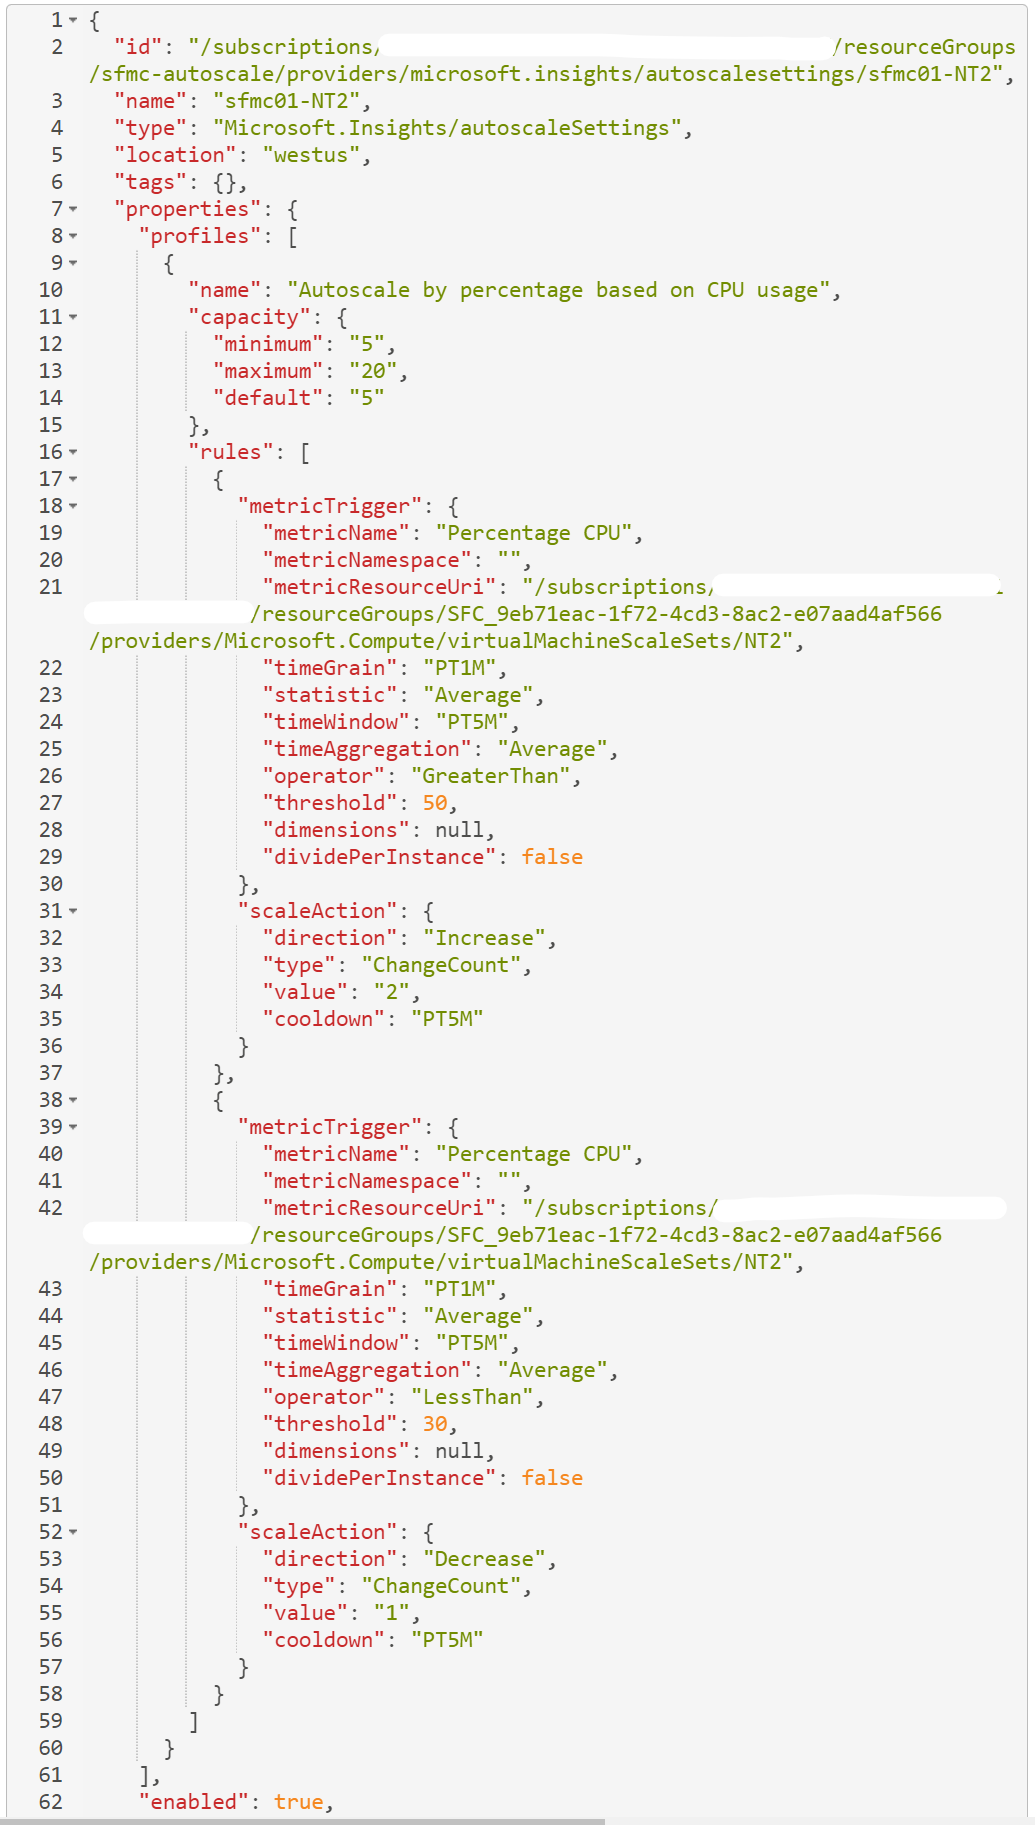 1 {
2 "id": "/subscriptions/ /resourceGroups
/sfmc-autoscale/providers/microsoft.insights/autoscalesettings/sfmc01-NT2",
3 "name": "sfmc01-NT2",
4 "type": "Microsoft.Insights/autoscaleSettings",
5 "location": "westus",
6 "tags": {},
7 "properties": {
8 "profiles": [
9 {
10 "name": "Autoscale by percentage based on CPU usage",
11 "capacity": {
12 "minimum": "5",
13 "maximum": "20",
14 "default": "5"
15 },
16 "rules": [
17 {
18 "metricTrigger": {
19 "metricName": "Percentage CPU",
20 "metricNamespace": "",
21 "metricResourceUri": "/subscriptions/
/resourceGroups/SFC_9eb71eac-1f72-4cd3-8ac2-e07aad4af566
/providers/Microsoft.Compute/virtualMachineScaleSets/NT2",
22 "timeGrain": "PT1M",
23 "statistic": "Average",
24 "timeWindow": "PT5M",
25 "timeAggregation": "Average",
26 "operator": "GreaterThan",
27 "threshold": 50,
28 "dimensions": null,
29 "dividePerInstance": false
30 },
31 "scaleAction": {
32 "direction": "Increase",
33 "type": "ChangeCount",
34 "value": "2",
35 "cooldown": "PT5M"
36 }
37 },
38 {
39 "metricTrigger": {
40 "metricName": "Percentage CPU",
41 "metricNamespace": "",
42 "metricResourceUri": "/subscriptions/
/resourceGroups/SFC_9eb71eac-1f72-4cd3-8ac2-e07aad4af566
/providers/Microsoft.Compute/virtualMachineScaleSets/NT2",
43 "timeGrain": "PT1M",
44 "statistic": "Average",
45 "timeWindow": "PT5M",
46 "timeAggregation": "Average",
47 "operator": "LessThan",
48 "threshold": 30,
49 "dimensions": null,
50 "dividePerInstance": false
51 },
52 "scaleAction": {
53 "direction": "Decrease",
54 "type": "ChangeCount",
55 "value": "1",
56 "cooldown": "PT5M"
57 }
58 }
59 ]
60 }
61 ],
62 "enabled": true,